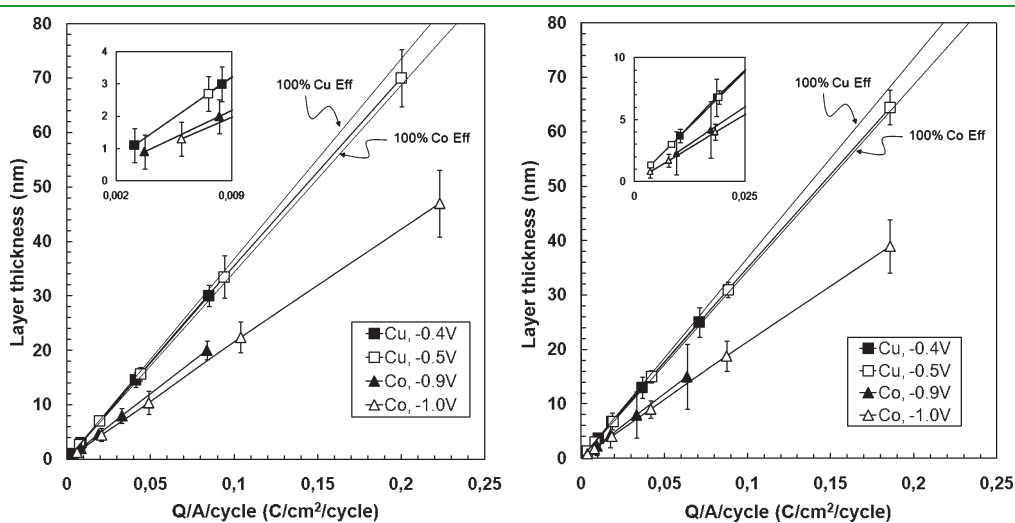 80
70
60
50
40
30
20
10
0
Layer thickness (nm)
4
3
2
1
0
0,002
0,009
100% Cu Eff
100% Co Eff
Cu, -0.4V
Cu, -0.5V
Co, -0.9V
Co, -1.0V
0
0,05
0,1
0,15
0,2
0,25
Q/A/cycle (C/cm²/cycle)
80
70
60
50
40
30
20
10
0
Layer thickness (nm)
10
5
0
0
0,025
100% Cu Eff
100% Co Eff
Cu, -0.4V
Cu, -0.5V
Co, -0.9V
Co, -1.0V
0
0,05
0,1
0,15
0,2
0,25
Q/A/cycle (C/cm²/cycle)